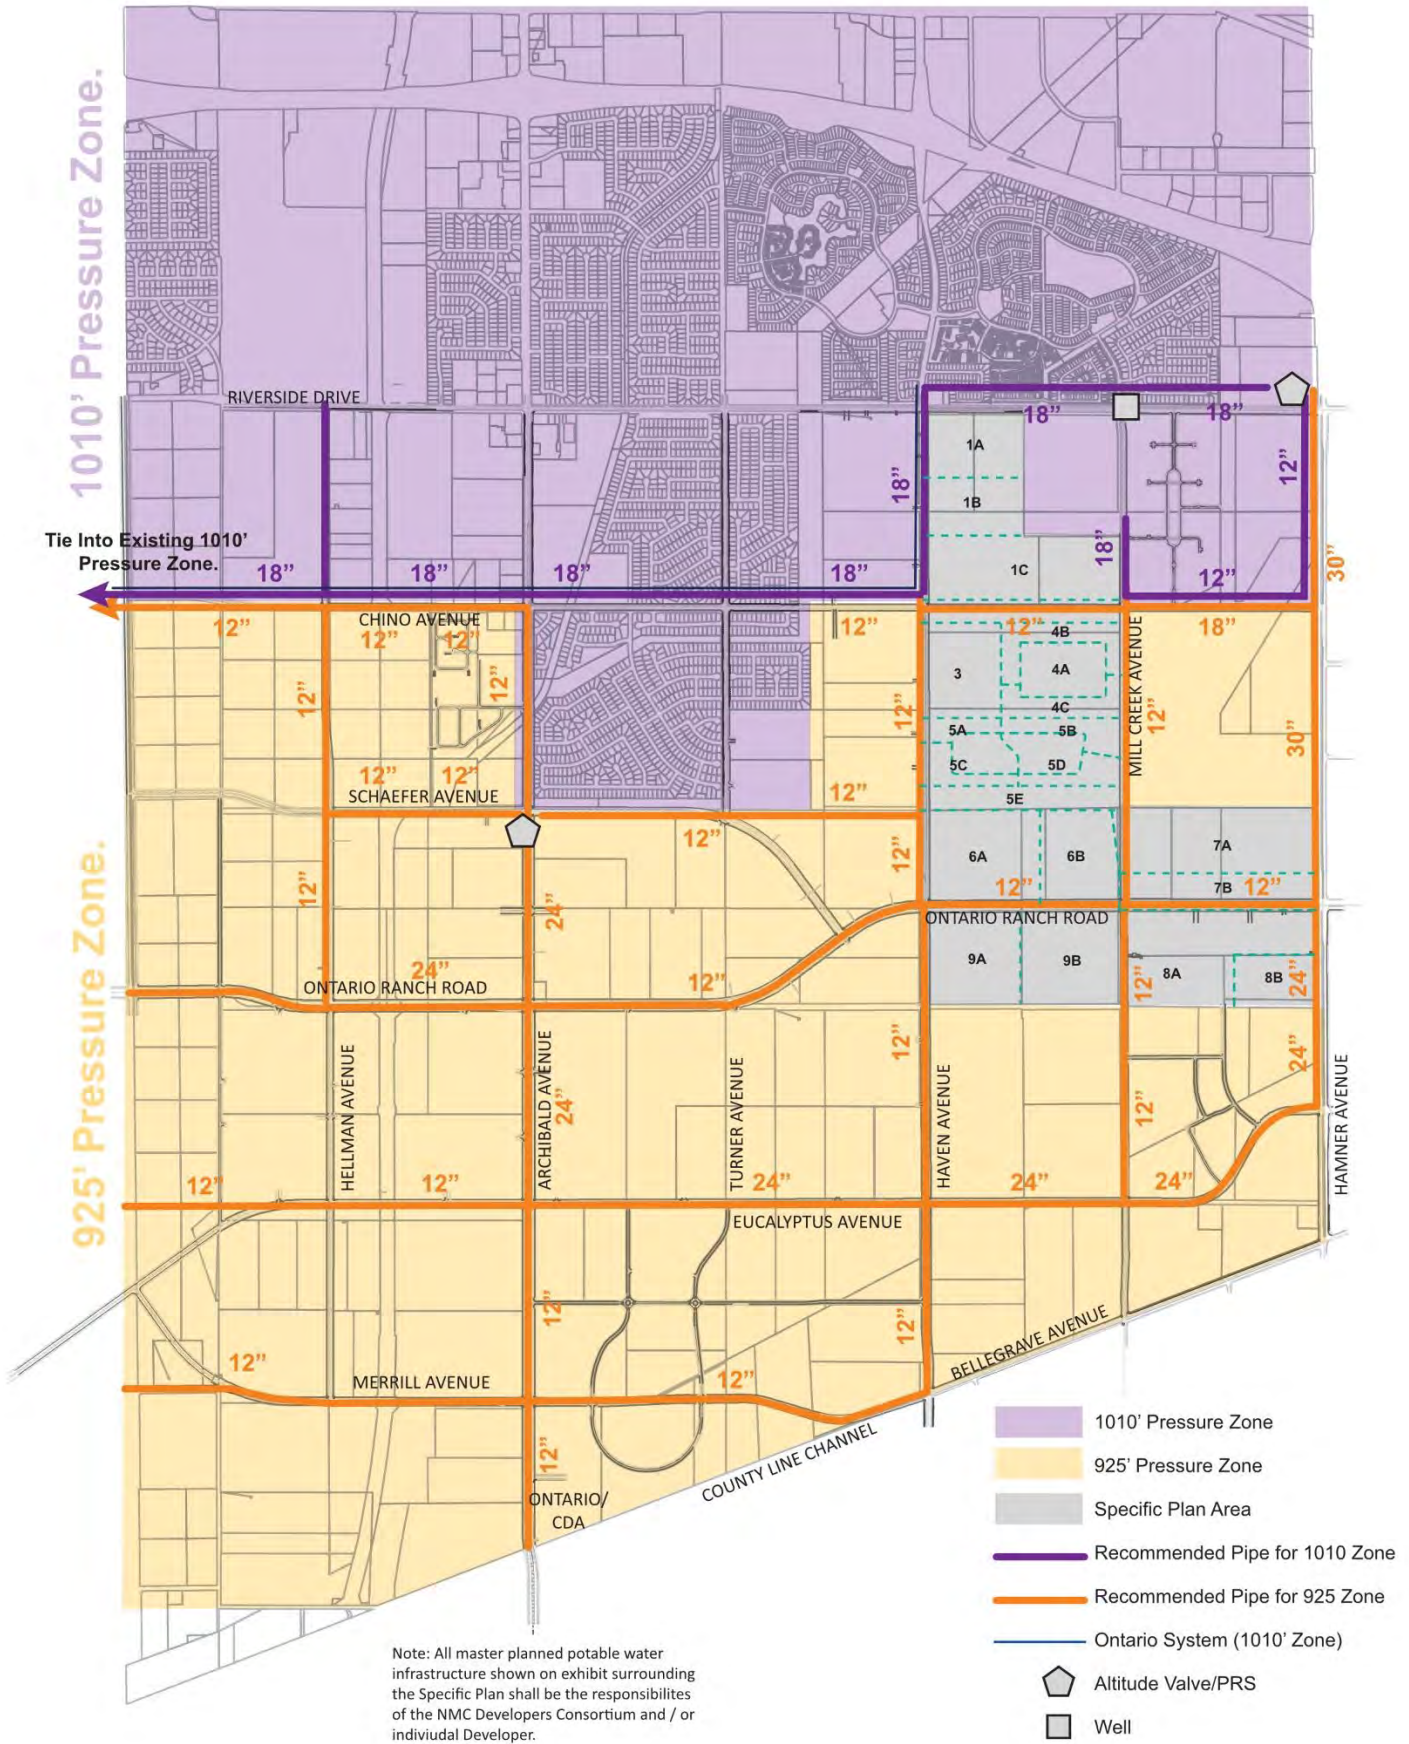 1010’ Pressure Zone.
RIVERSIDE DRIVE
18”
18”
1A
12”
18”
1B
Tie Into Existing 1010’
Pressure Zone.
18”
30”
18”
18”
18”
18”
1C
12”
CHINO AVENUE
12”
12”
12”
12”
12”
4B
18”
MILL CREEK AVENUE
3
4A
12”
12”
12”
4C
12”
5A
5B
30”
5C
5D
12”
12”
12”
SCHAEFER AVENUE
5E
12”
7A
12”
6A
6B
12”
12”
7B
12”
24”
ONTARIO RANCH ROAD
925’ Pressure Zone.
24”
12”
9A
9B
12”
8A
8B
24”
ONTARIO RANCH ROAD
12”
24”
HELLMAN AVENUE
ARCHIBALD AVENUE
24”
TURNER AVENUE
HAVEN AVENUE
12”
HAMNER AVENUE
12”
12”
24”
24”
24”
EUCALYPTUS AVENUE
12”
12”
BELLEGRAVE AVENUE
12”
MERRILL AVENUE
12”
12”
COUNTY LINE CHANNEL
ONTARIO/
CDA
1010’ Pressure Zone
925’ Pressure Zone
Specific Plan Area
Recommended Pipe for 1010 Zone
Recommended Pipe for 925 Zone
Ontario System (1010’ Zone)
Altitude Valve/PRS
Well
Note: All master planned potable water
infrastructure shown on exhibit surrounding
the Specific Plan shall be the responsibilites
of the NMC Developers Consortium and / or
indiviudal Developer.